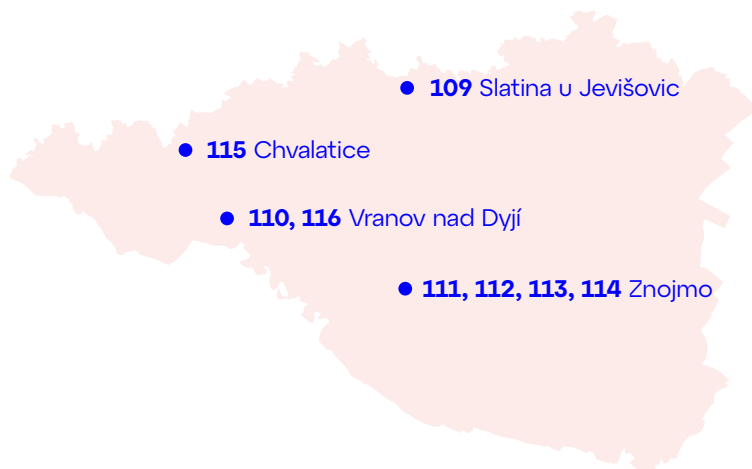 109 Slatina u Jevišovic
115 Chvalatice
110, 116 Vranov nad Dyjí
111, 112, 113, 114 Znojmo